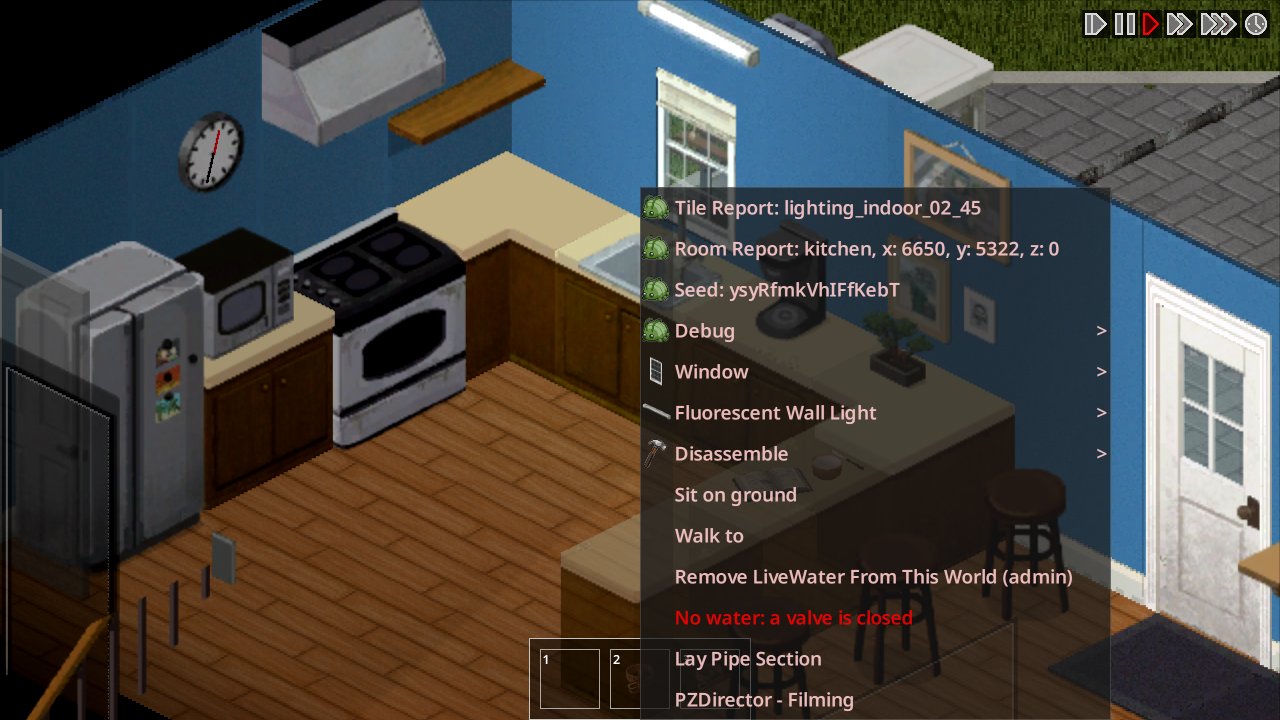 Tile Report: lighting_indoor_02_45
Room Report: kitchen, x: 6650, y: 5322, z: 0
Seed: ysyRfmkVhIFfKebT
Debug >
Window >
Fluorescent Wall Light >
Disassemble >
Sit on ground
Walk to
Remove LiveWater From This World (admin)
No water: a valve is closed
1 2 Lay Pipe Section
PZDirector - Filming